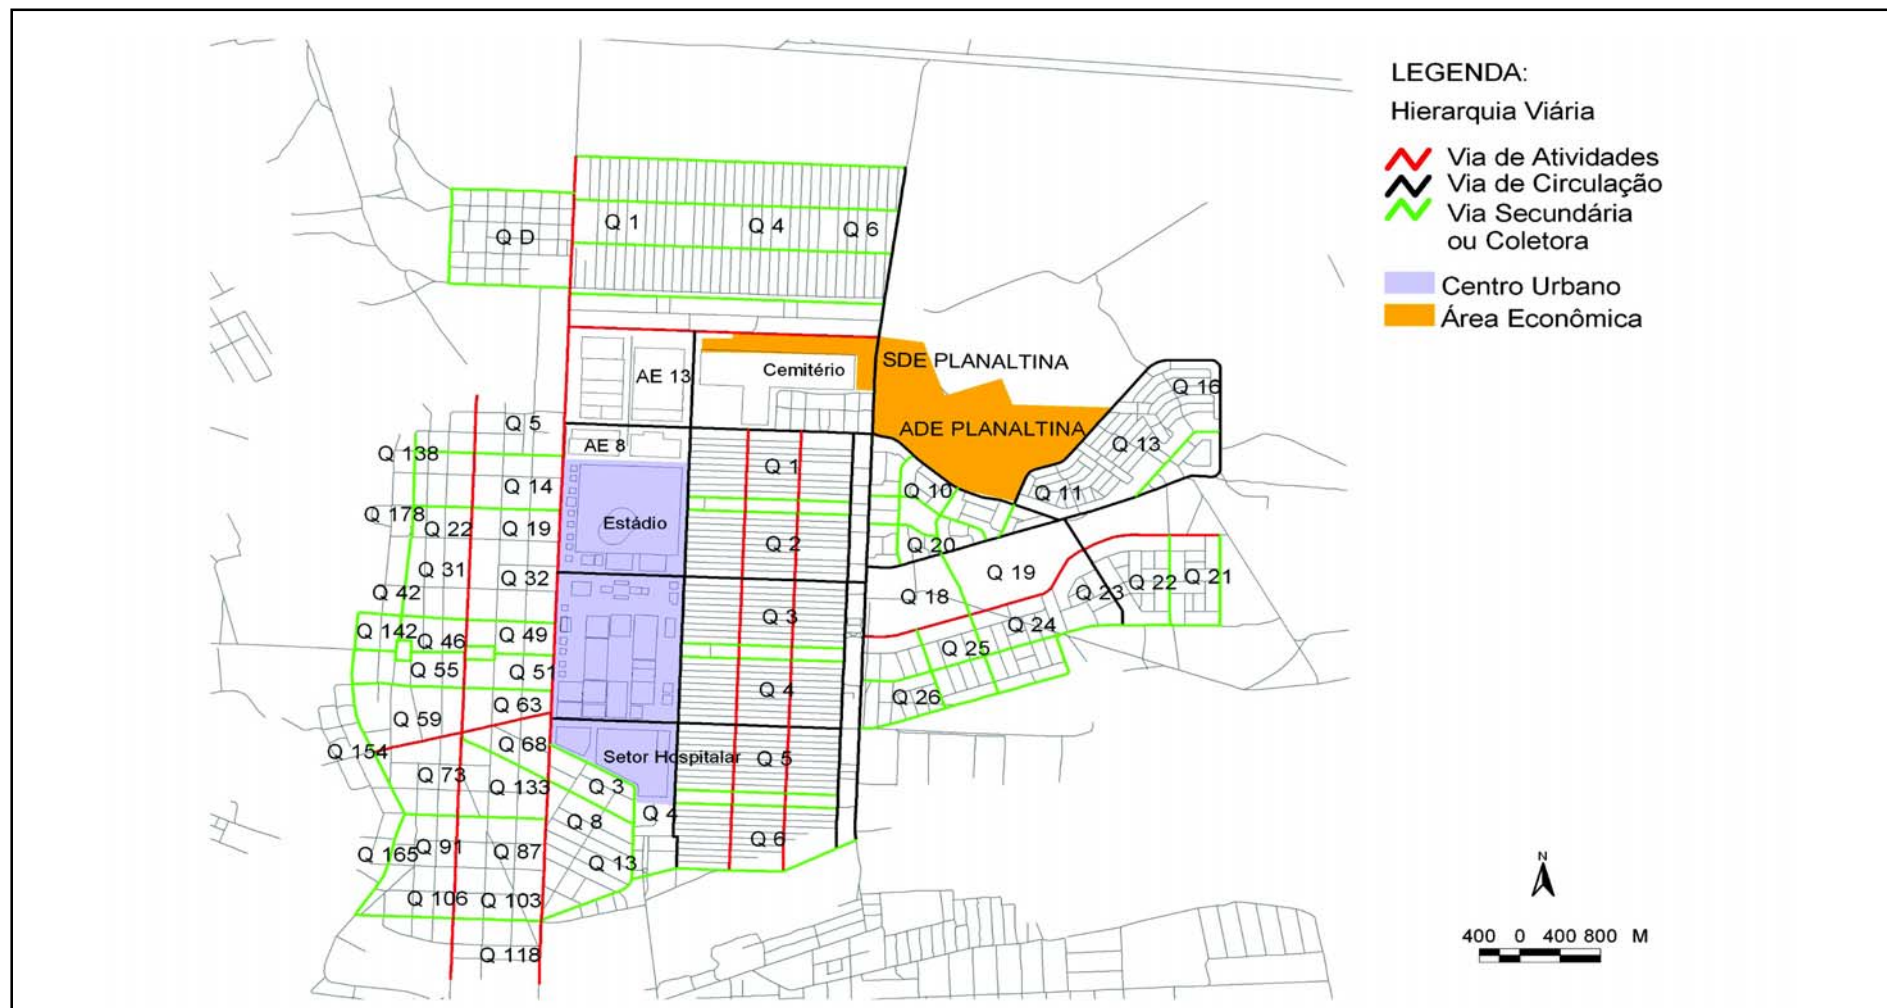 LEGENDA:
Hierarquia Viária
Via de Atividades
Via de Circulação
Via Secundária
ou Coletora
Centro Urbano
Área Econômica
Q D
Q 1
Q 4
Q 6
SDE PLANALTINA
Cemitério
AE 13
Q 16
Q 5
ADE PLANALTINA
AE 8
Q 13
Q 138
Q 1
Q 14
Q 10
Q 11
Q 178
Q 22
Q 19
Estádio
Q 2
Q 20
Q 31
Q 32
Q 19
Q 42
Q 18
Q 23
Q 22
Q 21
Q 142
Q 46
Q 49
Q 3
Q 24
Q 55
Q 51
Q 25
Q 59
Q 63
Q 4
Q 26
Q 154
Q 68
Setor Hospitalar
Q 5
Q 73
Q 133
Q 3
Q 8
Q 4
Q 6
Q 165
Q 91
Q 87
Q 13
Q 106
Q 103
Q 118
N
400 0 400 800 M